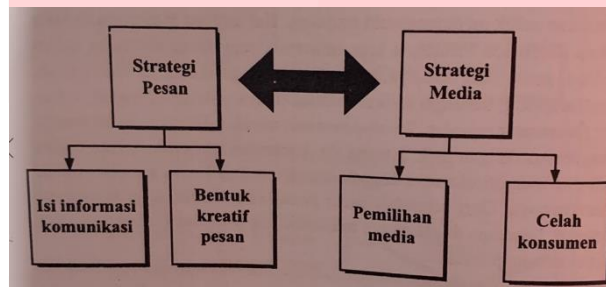 Strategi
Pesan
Strategi
Media
Isi informasi
komunikasi
Bentuk
kreatif
pesan
Pemilihan
media
Celah
konsumen